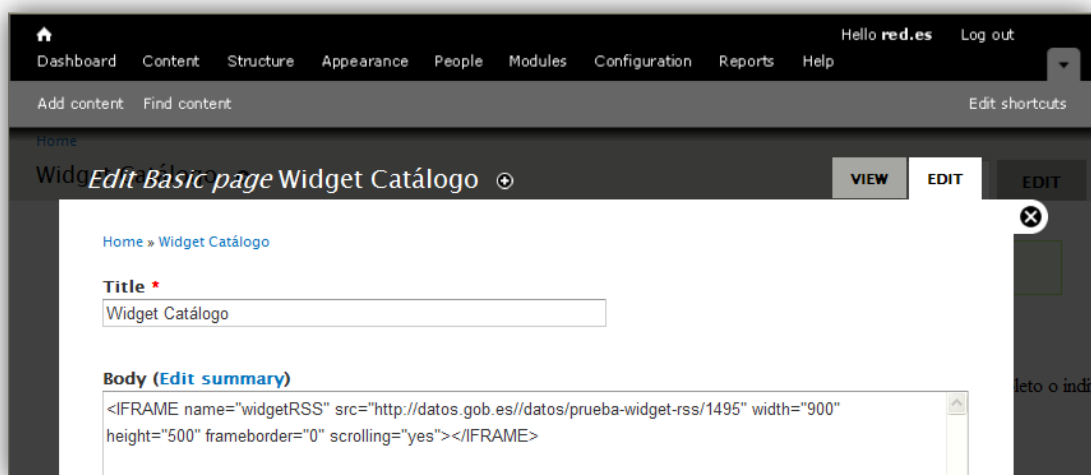 Hello red.es Log out
Dashboard Content Structure Appearance People Modules Configuration Reports Help
Add content Find content Edit shortcuts
Home
Edit Basic page Widget Catálogo
VIEW EDIT EDIT
Home » Widget Catálogo
Title *
Widget Catálogo
Body (Edit summary)
leto o indi
<IFRAME name="widgetRSS" src="http://datos.gob.es//datos/prueba-widget-rss/1495" width="900"
height="500" frameborder="0" scrolling="yes"></IFRAME>